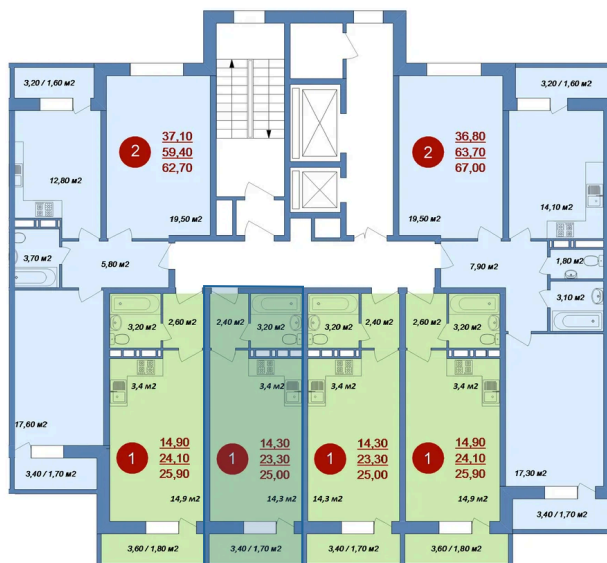 3,20 / 1,60 м2
3,20 / 1,60 м2
2
37,10
59,40
62,70
2
36,80
63,70
67,00
12,80 м2
19,50 м2
19,50 м2
14,10 м2
3,70 м2
5,80 м2
7,90 м2
1,80 м2
3,10 м2
3,20 м2
2,60 м2
2,40 м2
3,20 м2
3,20 м2
2,40 м2
2,60 м2
3,20 м2
3,4 м2
3,4 м2
3,4 м2
3,4 м2
17,60 м2
1
14,90
24,10
25,90
1
14,30
23,30
25,00
1
14,30
23,30
25,00
1
14,90
24,10
25,90
3,40 / 1,70 м2
17,30 м2
14,9 м2
14,3 м2
14,3 м2
14,9 м2
3,40 / 1,70 м2
3,60 / 1,80 м2
3,40 / 1,70 м2
3,40 / 1,70 м2
3,60 / 1,80 м2